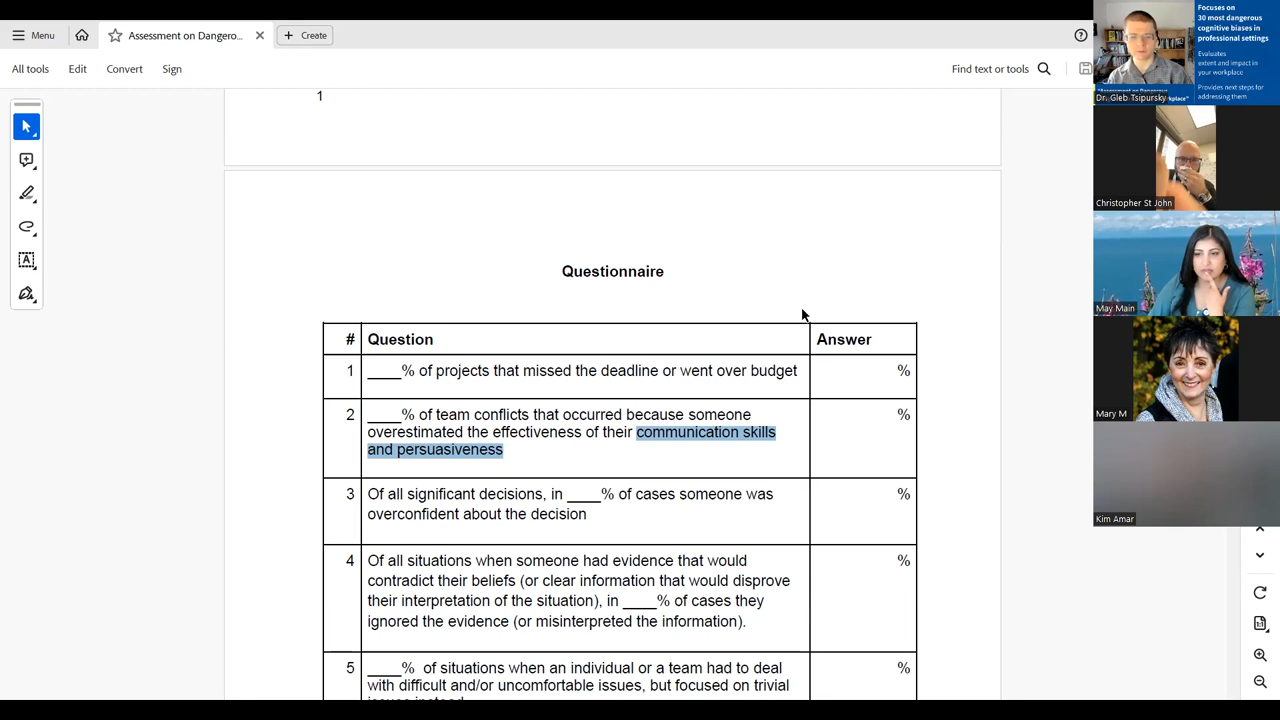 Menu
Assessment on Dangero...
Create
All tools
Edit
Convert
Sign
Find text or tools
1
Questionnaire
# Question Answer
1 ____% of projects that missed the deadline or went over budget %
2 ____% of team conflicts that occurred because someone %
overestimated the effectiveness of their communication skills
and persuasiveness
3 Of all significant decisions, in ____% of cases someone was %
overconfident about the decision
4 Of all situations when someone had evidence that would %
contradict their beliefs (or clear information that would disprove
their interpretation of the situation), in ____% of cases they
ignored the evidence (or misinterpreted the information).
5 ____% of situations when an individual or a team had to deal %
with difficult and/or uncomfortable issues, but focused on trivial
issues instead
Focuses on
30 most dangerous
cognitive biases in
professional settings
Evaluates
extent and impact in
your workplace
Provides next steps for
addressing them
Dr. Gleb Tsipursky
Christopher St John
May Main
Mary M
Kim Amar